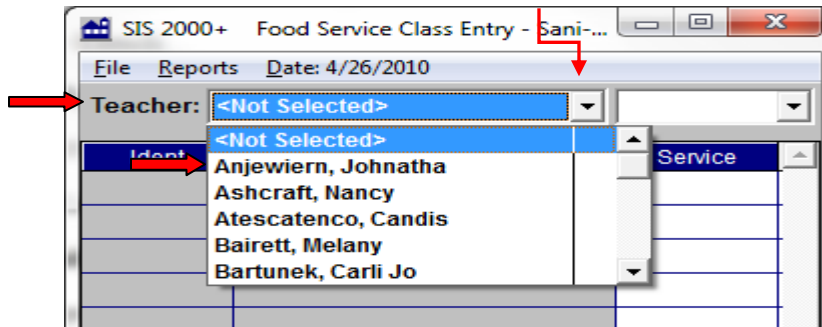 SIS 2000+ Food Service Class Entry - Sani-...
File Reports Date: 4/26/2010
Teacher: <Not Selected>
<Not Selected>
Ident Service
Anjewiern, Johnatha
Ashcraft, Nancy
Atescatenco, Candis
Bairett, Melany
Bartunek, Carli Jo